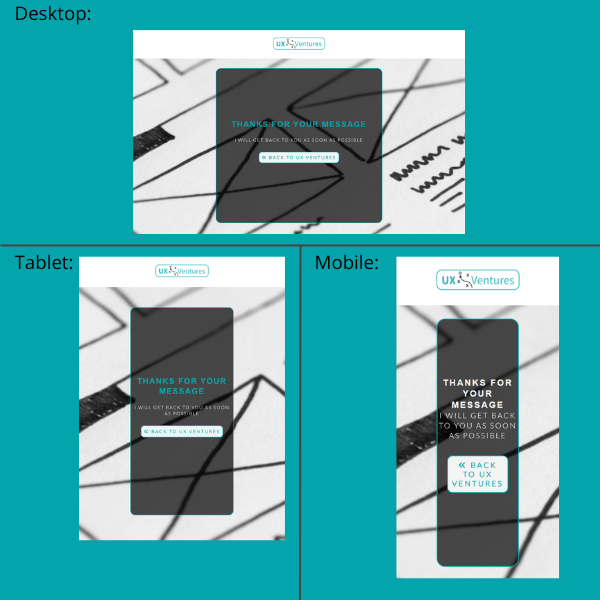 Desktop:
UX Ventures
THANKS FOR YOUR MESSAGE
I WILL GET BACK TO YOU AS SOON AS POSSIBLE
« BACK TO UX VENTURES
Tablet:
UX Ventures
THANKS FOR YOUR
MESSAGE
I WILL GET BACK TO YOU AS SOON
AS POSSIBLE
« BACK TO UX VENTURES
Mobile:
UX Ventures
THANKS FOR
YOUR
MESSAGE
I WILL GET BACK
TO YOU AS SOON
AS POSSIBLE
« BACK
TO UX
VENTURES